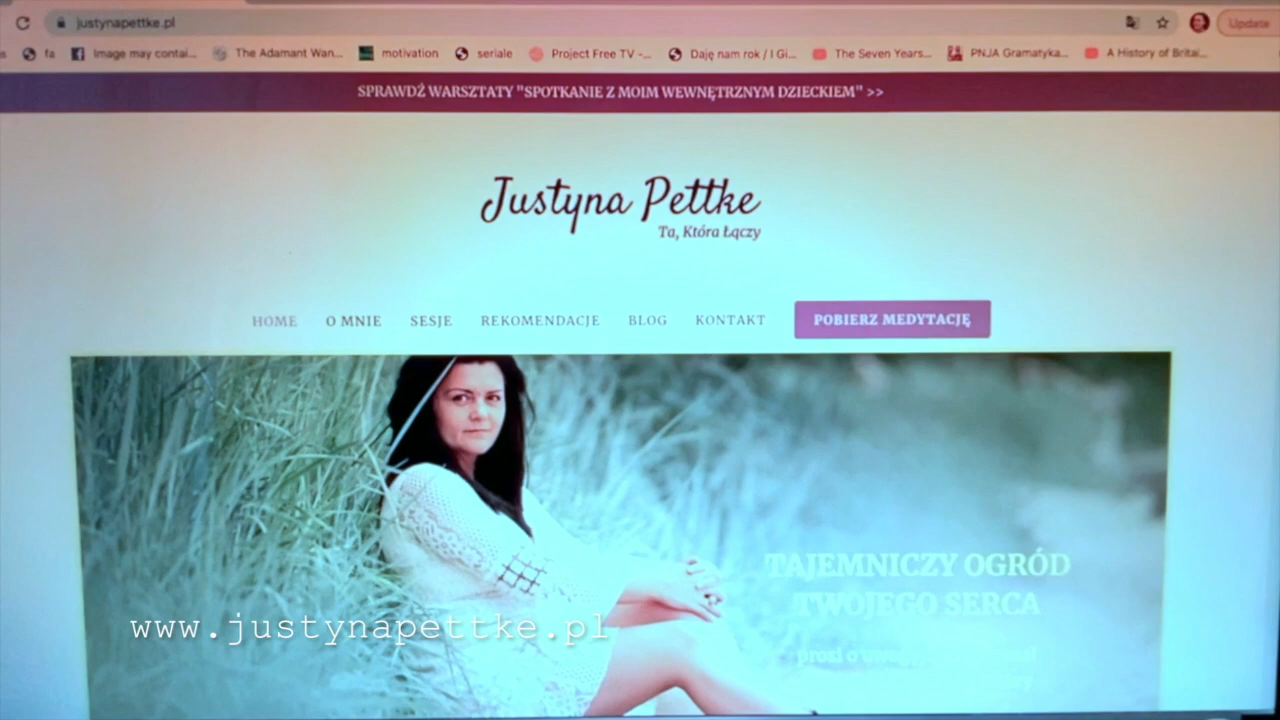 justynapettke.pl
Update
s
fa
Image may contai...
The Adamant Wan...
motivation
seriale
Project Free TV -...
Daję nam rok / I Gi...
The Seven Years...
PNJA Gramatyka...
A History of Britai...
SPRAWDŹ WARSZTATY "SPOTKANIE Z MOIM WEWNĘTRZNYM DZIECKIEM" >>
Justyna Pettke
Ta, Która Łączy
HOME
O MNIE
SESJE
REKOMENDACJE
BLOG
KONTAKT
POBIERZ MEDYTACJĘ
TAJEMNICZY OGRÓD
TWOJEGO SERCA
prosi o
www.justynapettke.pl